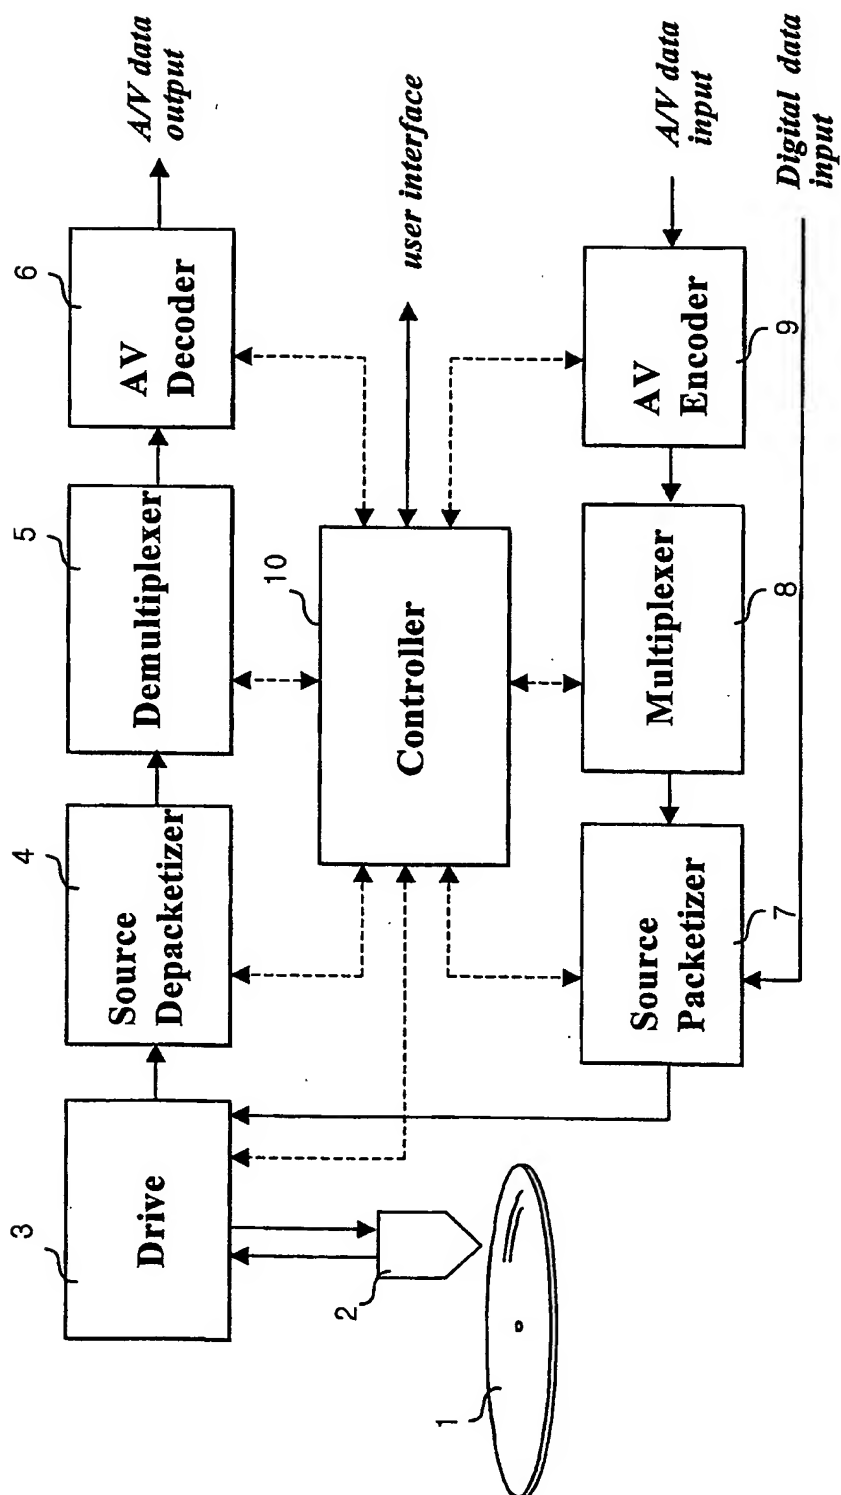 1
2
3
Drive
4
Source
Depacketizer
5
Demultiplexer
6
AV
Decoder
A/V data
output
10
Controller
user interface
Source
Packetizer
7
Multiplexer
8
AV
Encoder
9
A/V data
input
Digital data
input